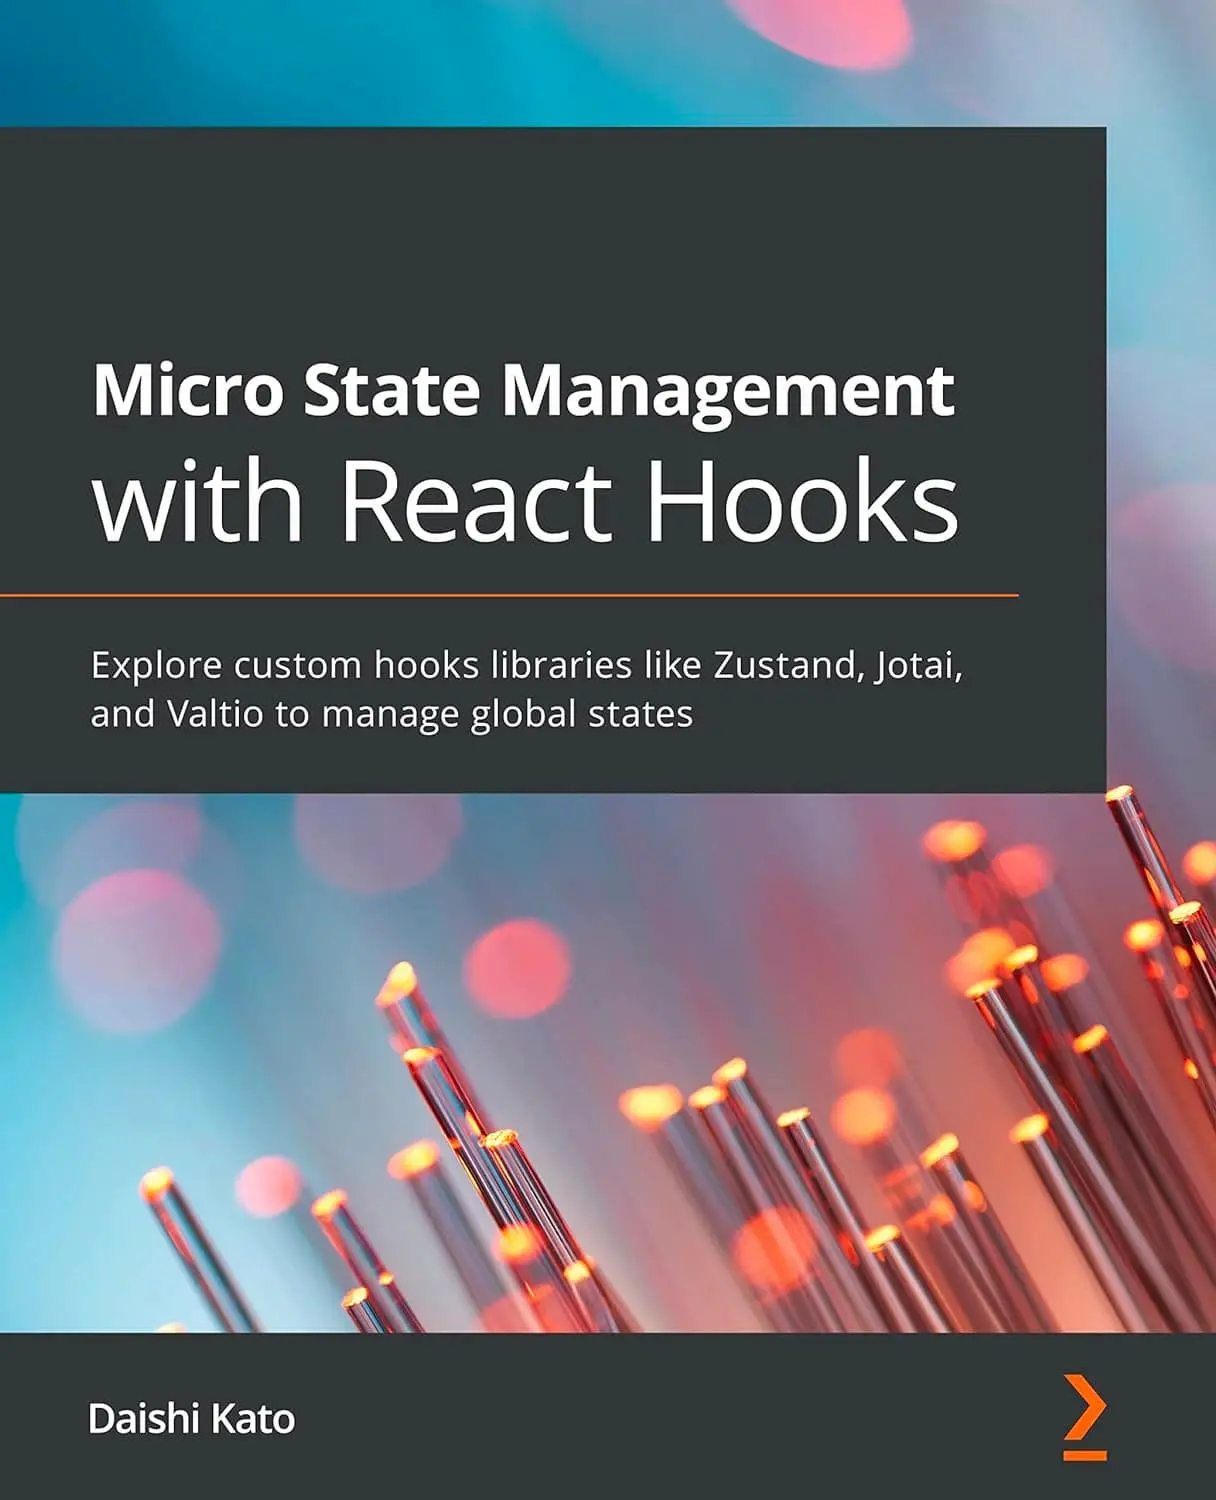 Micro State Management
with React Hooks
Explore custom hooks libraries like Zustand, Jotai,
and Valtio to manage global states
Daishi Kato